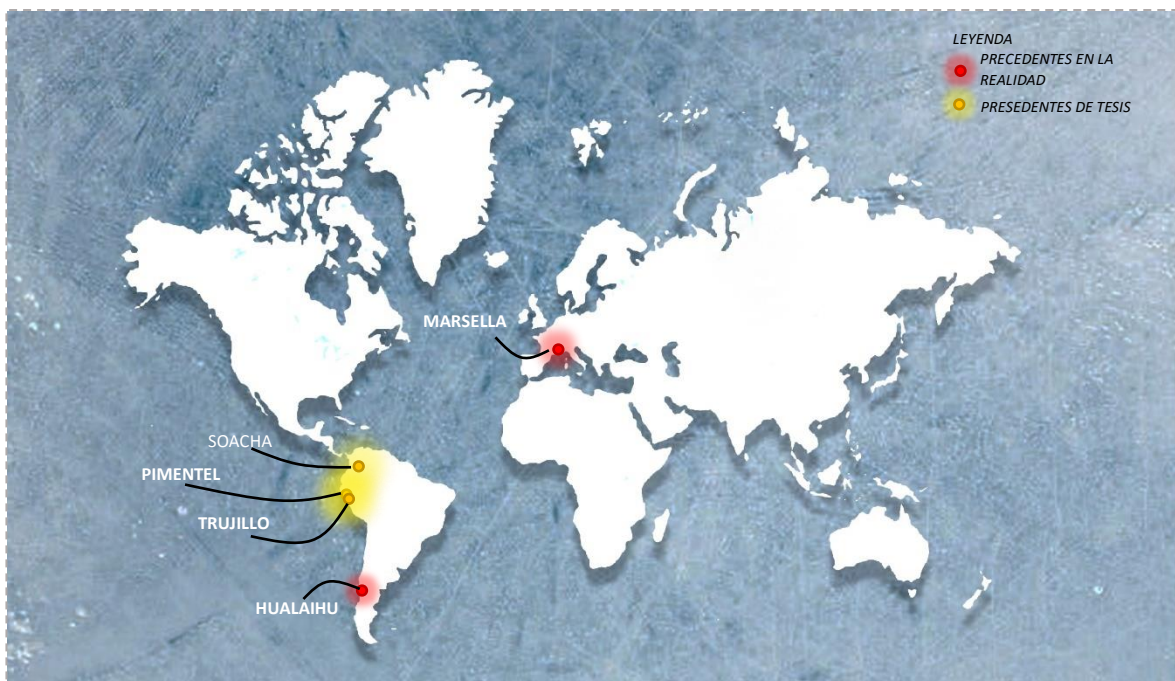 LEYENDA
PRECEDENTES EN LA
REALIDAD
PRESEDENTES DE TESIS
MARSELLA
SOACHA
PIMENTEL
TRUJILLO
HUALAIHU